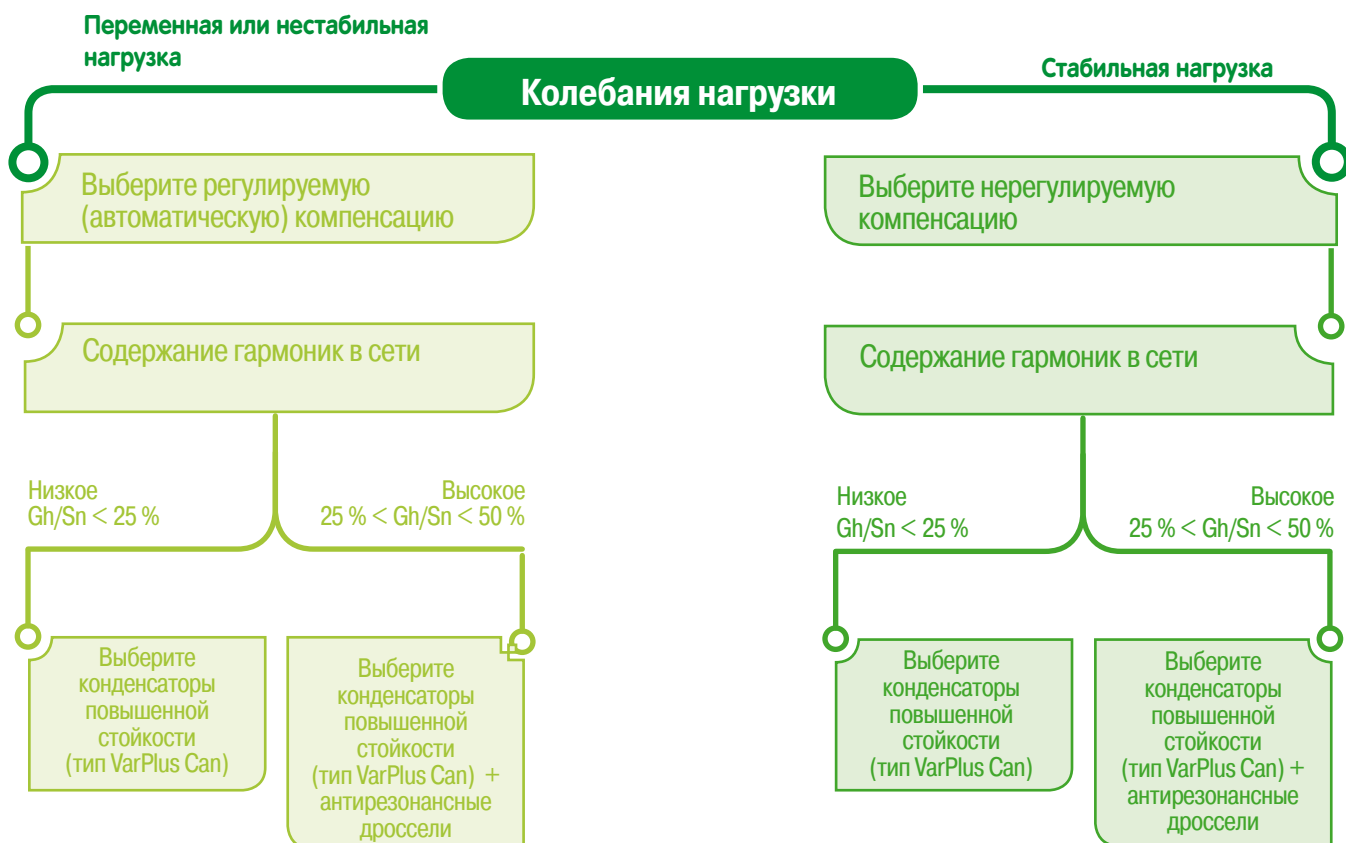 Переменная или нестабильная
нагрузка
Колебания нагрузки
Стабильная нагрузка
Выберите регулируемую
(автоматическую) компенсацию
Выберите нерегулируемую
компенсацию
Содержание гармоник в сети
Содержание гармоник в сети
Низкое
Gh/Sn < 25 %
Высокое
25 % < Gh/Sn < 50 %
Низкое
Gh/Sn < 25 %
Высокое
25 % < Gh/Sn < 50 %
Выберите
конденсаторы
повышенной
стойкости
(тип VarPlus Can)
Выберите
конденсаторы
повышенной
стойкости
(тип VarPlus Can) +
антирезонансные
дроссели
Выберите
конденсаторы
повышенной
стойкости
(тип VarPlus Can)
Выберите
конденсаторы
повышенной
стойкости
(тип VarPlus Can) +
антирезонансные
дроссели